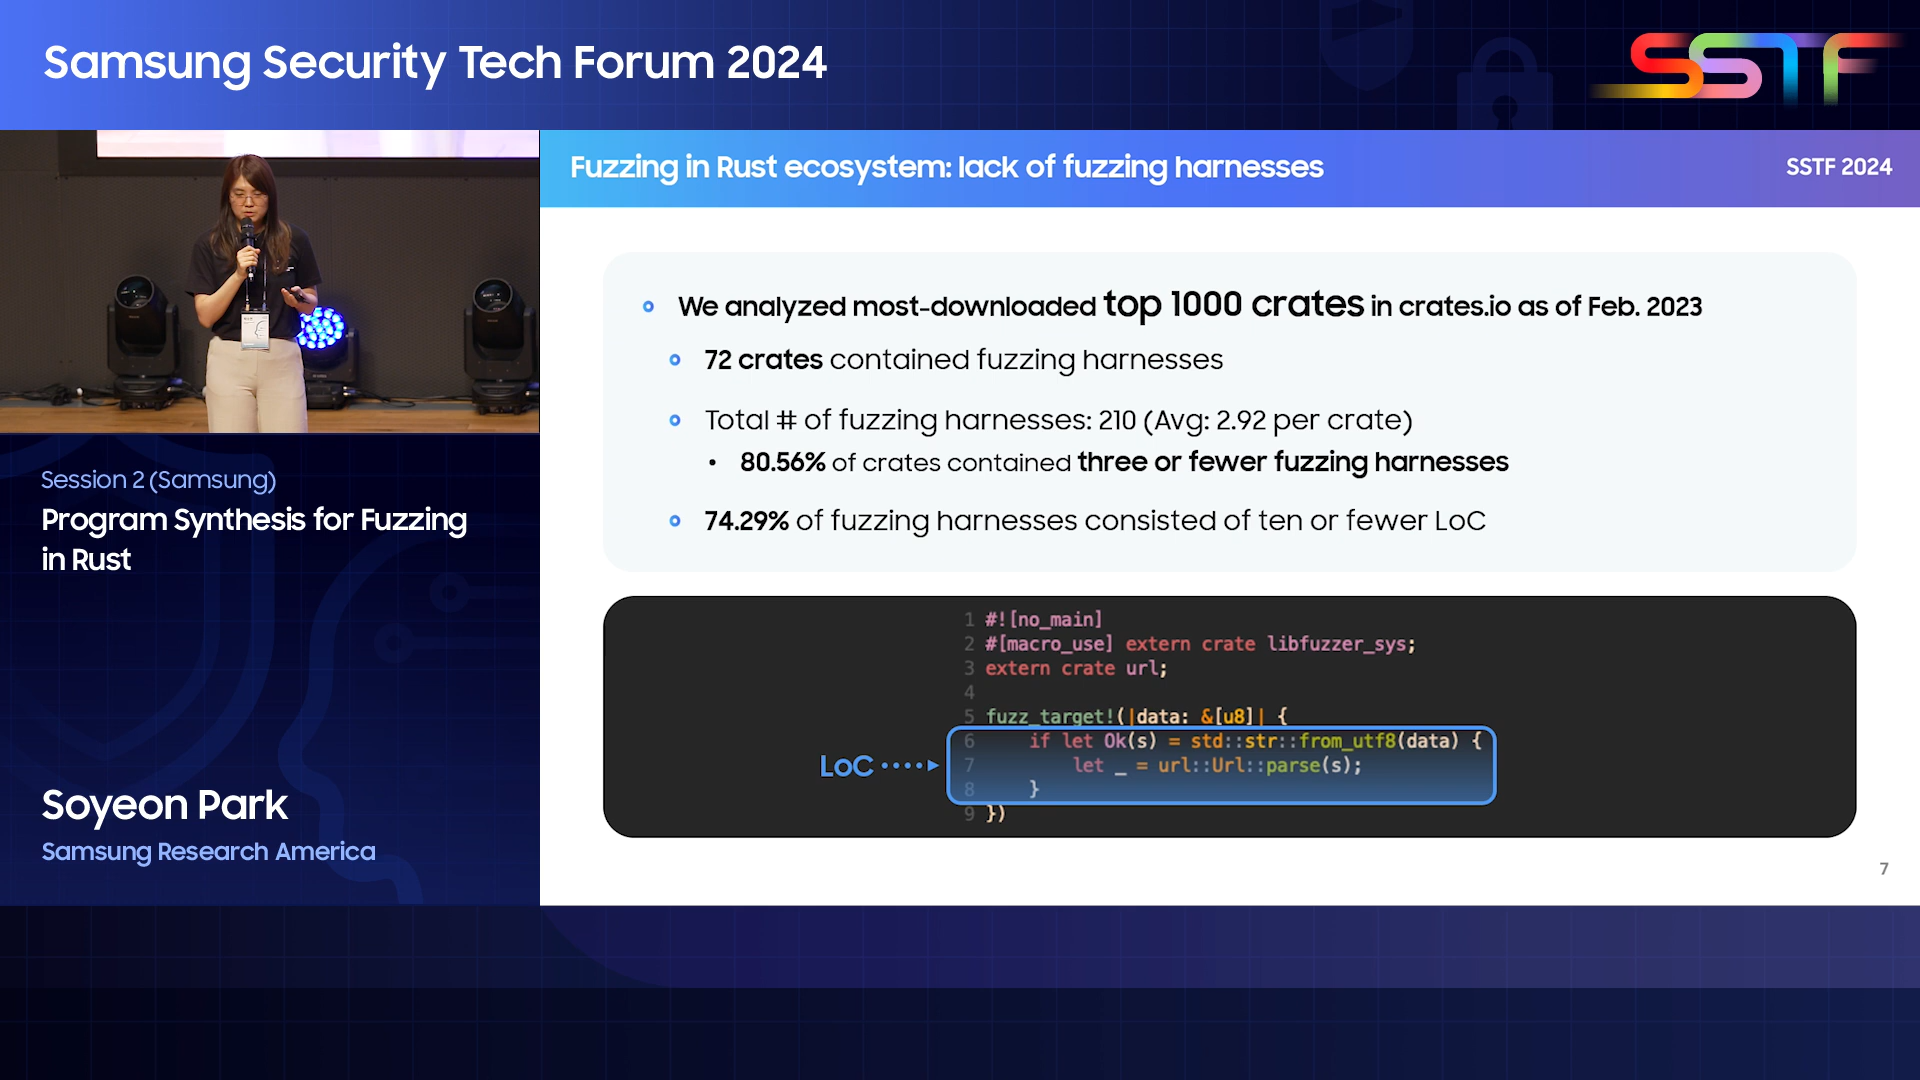 Samsung Security Tech Forum 2024
SSTF
Fuzzing in Rust ecosystem: lack of fuzzing harnesses
SSTF 2024
We analyzed most-downloaded top 1000 crates in crates.io as of Feb. 2023
72 crates contained fuzzing harnesses
Total # of fuzzing harnesses: 210 (Avg: 2.92 per crate)
80.56% of crates contained three or fewer fuzzing harnesses
74.29% of fuzzing harnesses consisted of ten or fewer LoC
1 #![no_main]
2 #[macro_use] extern crate libfuzzer_sys;
3 extern crate url;
4
5 fuzz_target!(|data: &[u8]| {
6     if let Ok(s) = std::str::from_utf8(data) {
7         let _ = url::Url::parse(s);
8     }
9 })
LoC
7
Session 2 (Samsung)
Program Synthesis for Fuzzing
in Rust
Soyeon Park
Samsung Research America